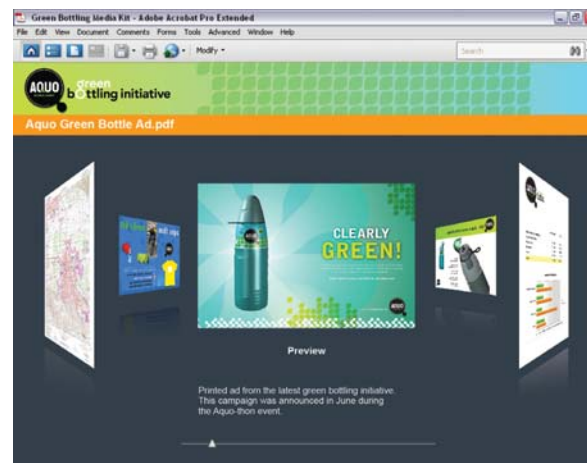 Green Bottling Media Kit - Adobe Acrobat Pro Extended
File Edit View Document Comments Forms Tools Advanced Window Help
Modify
Search
AQUO
green
bottling initiative
Aquo Green Bottle Ad.pdf
CLEARLY
GREEN!
AQUO
Preview
Printed ad from the latest green bottling initiative.
This campaign was announced in June during
the Aquo-thon event.